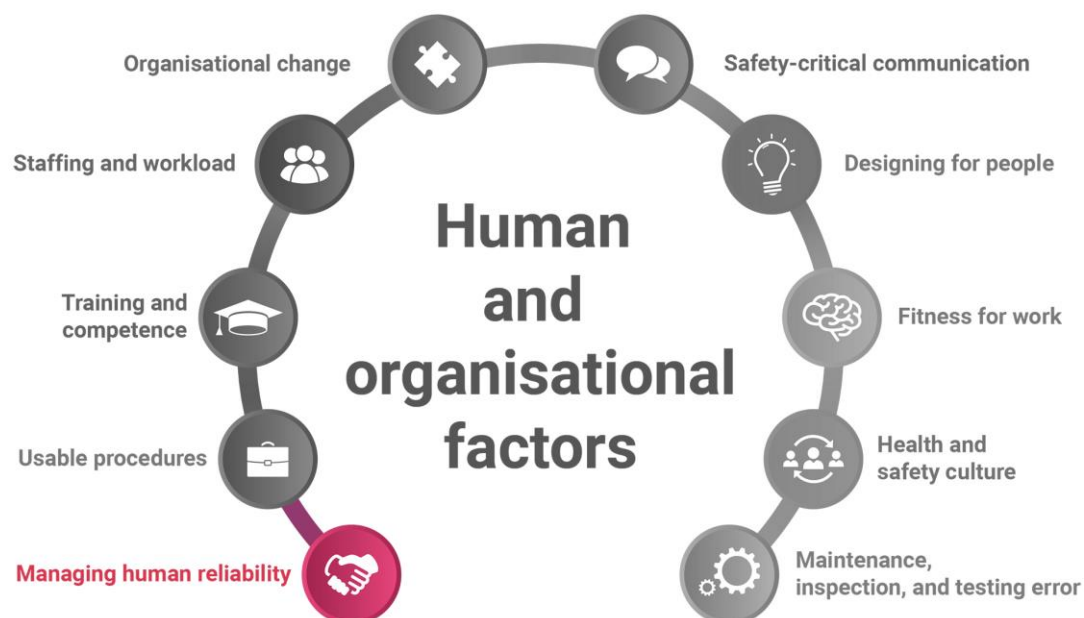 Human
and
organisational
factors
Managing human reliability
Usable procedures
Training and
competence
Staffing and workload
Organisational change
Safety-critical communication
Designing for people
Fitness for work
Health and
safety culture
Maintenance,
inspection, and testing error